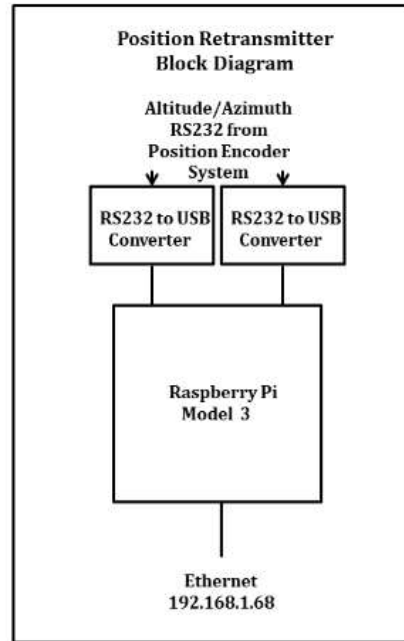 Position Retransmitter
Block Diagram
Altitude/Azimuth
RS232 from
Position Encoder
System
RS232 to USB
Converter
RS232 to USB
Converter
Raspberry Pi
Model 3
Ethernet
192.168.1.68